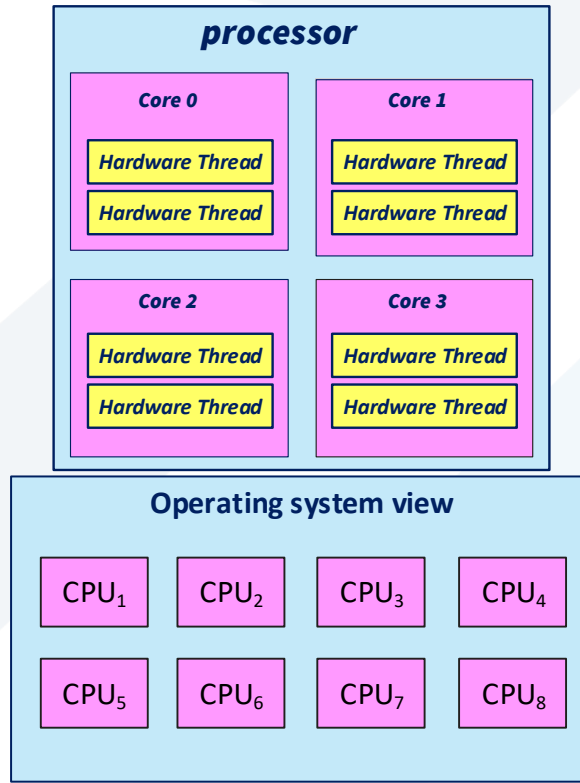 processor
Core 0
Core 1
Hardware Thread
Hardware Thread
Hardware Thread
Hardware Thread
Core 2
Core 3
Hardware Thread
Hardware Thread
Hardware Thread
Hardware Thread
Operating system view
CPU₁ CPU₂ CPU₃ CPU₄
CPU₅ CPU₆ CPU₇ CPU₈